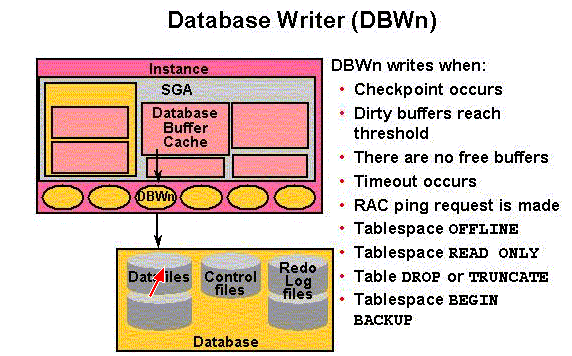 Database Writer (DBWn)
Instance
SGA
Database
Buffer
Cache
DBWn
Datafiles
Control
files
Redo
Log
files
Database
DBWn writes when:
• Checkpoint occurs
• Dirty buffers reach
threshold
• There are no free buffers
• Timeout occurs
• RAC ping request is made
• Tablespace OFFLINE
• Tablespace READ ONLY
• Table DROP or TRUNCATE
• Tablespace BEGIN
BACKUP